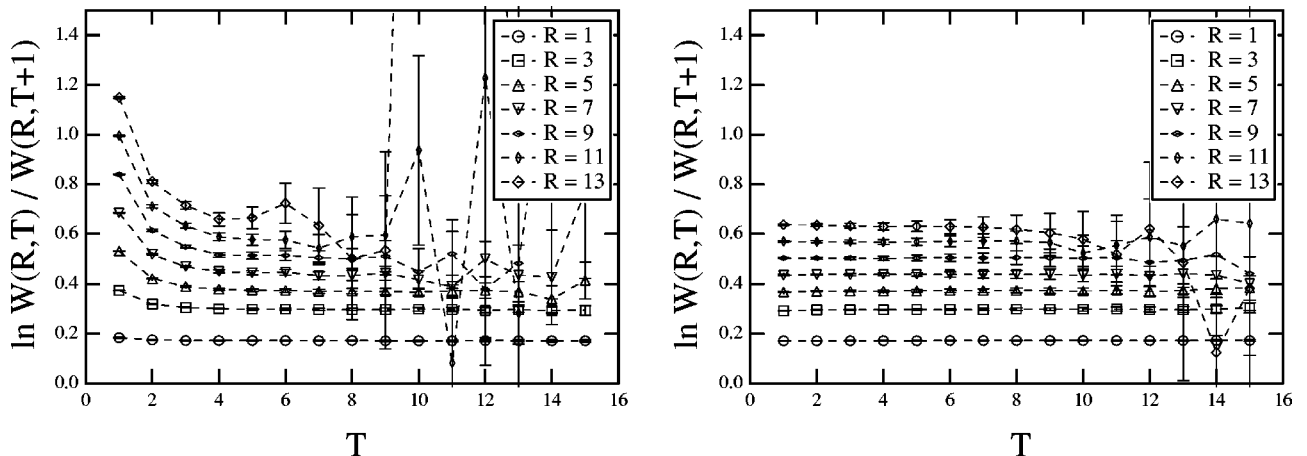 ln W(R,T) / W(R,T+1)
1.4
1.2
1.0
0.8
0.6
0.4
0.2
0.0
0 2 4 6 8 10 12 14 16
T
R = 1
R = 3
R = 5
R = 7
R = 9
R = 11
R = 13
ln W(R,T) / W(R,T+1)
1.4
1.2
1.0
0.8
0.6
0.4
0.2
0.0
0 2 4 6 8 10 12 14 16
T
R = 1
R = 3
R = 5
R = 7
R = 9
R = 11
R = 13